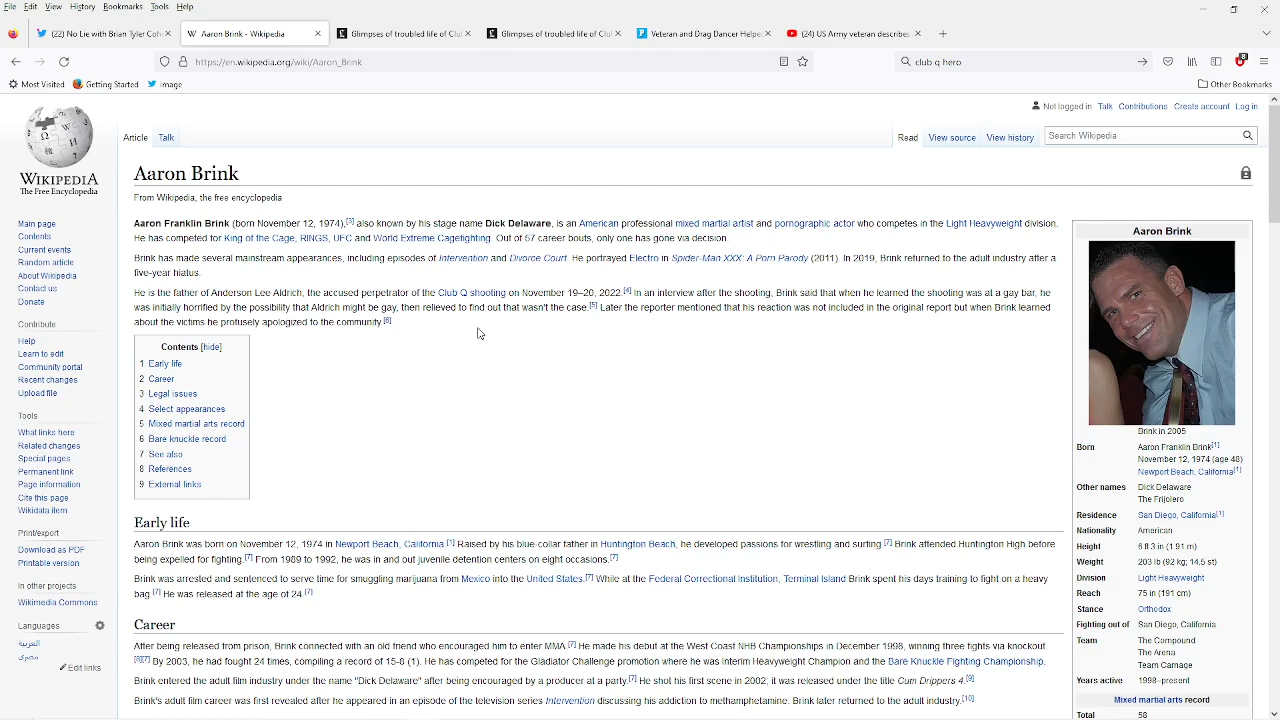 File Edit View History Bookmarks Tools Help
(22) No Lie with Brian Tyler Coh
Aaron Brink - Wikipedia
Glimpses of troubled life of Clu
Glimpses of troubled life of Clu
Veteran and Drag Dancer Helpe
(24) US Army veteran describes
https://en.wikipedia.org/wiki/Aaron_Brink
club q hero
8
Most Visited Getting Started Image Other Bookmarks
Not logged in Talk Contributions Create account Log in
Article Talk Read View source View history Search Wikipedia
WIKIPEDIA
The Free Encyclopedia
Main page
Contents
Current events
Random article
About Wikipedia
Contact us
Donate
Contribute
Help
Learn to edit
Community portal
Recent changes
Upload file
Tools
What links here
Related changes
Special pages
Permanent link
Page information
Cite this page
Wikidata item
Print/export
Download as PDF
Printable version
In other projects
Wikimedia Commons
Languages
العربية
مصرى
Edit links
Aaron Brink
From Wikipedia, the free encyclopedia
Aaron Franklin Brink (born November 12, 1974),[3] also known by his stage name Dick Delaware, is an American professional mixed martial artist and pornographic actor who competes in the Light Heavyweight division.
He has competed for King of the Cage, RINGS, UFC and World Extreme Cagefighting. Out of 57 career bouts, only one has gone via decision.
Brink has made several mainstream appearances, including episodes of Intervention and Divorce Court. He portrayed Electro in Spider-Man XXX: A Porn Parody (2011). In 2019, Brink returned to the adult industry after a
five-year hiatus.
He is the father of Anderson Lee Aldrich, the accused perpetrator of the Club Q shooting on November 19–20, 2022.[4] In an interview after the shooting, Brink said that when he learned the shooting was at a gay bar, he
was initially horrified by the possibility that Aldrich might be gay, then relieved to find out that wasn't the case.[5] Later the reporter mentioned that his reaction was not included in the original report but when Brink learned
about the victims he profusely apologized to the community.[6]
Contents [hide]
1 Early life
2 Career
3 Legal issues
4 Select appearances
5 Mixed martial arts record
6 Bare knuckle record
7 See also
8 References
9 External links
Early life
Aaron Brink was born on November 12, 1974 in Newport Beach, California.[1] Raised by his blue-collar father in Huntington Beach, he developed passions for wrestling and surfing.[7] Brink attended Huntington High before
being expelled for fighting.[7] From 1989 to 1992, he was in and out juvenile detention centers on eight occasions.[7]
Brink was arrested and sentenced to serve time for smuggling marijuana from Mexico into the United States.[7] While at the Federal Correctional Institution, Terminal Island Brink spent his days training to fight on a heavy
bag.[7] He was released at the age of 24.[7]
Career
After being released from prison, Brink connected with an old friend who encouraged him to enter MMA.[7] He made his debut at the West Coast NHB Championships in December 1998, winning three fights via knockout.
[8][7] By 2003, he had fought 24 times, compiling a record of 15-8 (1). He has competed for the Gladiator Challenge promotion where he was Interim Heavyweight Champion and the Bare Knuckle Fighting Championship.
Brink entered the adult film industry under the name "Dick Delaware" after being encouraged by a producer at a party.[7] He shot his first scene in 2002, it was released under the title Cum Drippers 4.[9]
Brink's adult film career was first revealed after he appeared in an episode of the television series Intervention discussing his addiction to methamphetamine. Brink later returned to the adult industry.[10]
Aaron Brink
Brink in 2005
Born Aaron Franklin Brink[1]
November 12, 1974 (age 48)
Newport Beach, California[1]
Other names Dick Delaware
The Frijolero
Residence San Diego, California[1]
Nationality American
Height 6 ft 3 in (1.91 m)
Weight 203 lb (92 kg; 14.5 st)
Division Light Heavyweight
Reach 75 in (191 cm)
Stance Orthodox
Fighting out of San Diego, California
Team The Compound
The Arena
Team Carnage
Years active 1998–present
Mixed martial arts record
Total 58